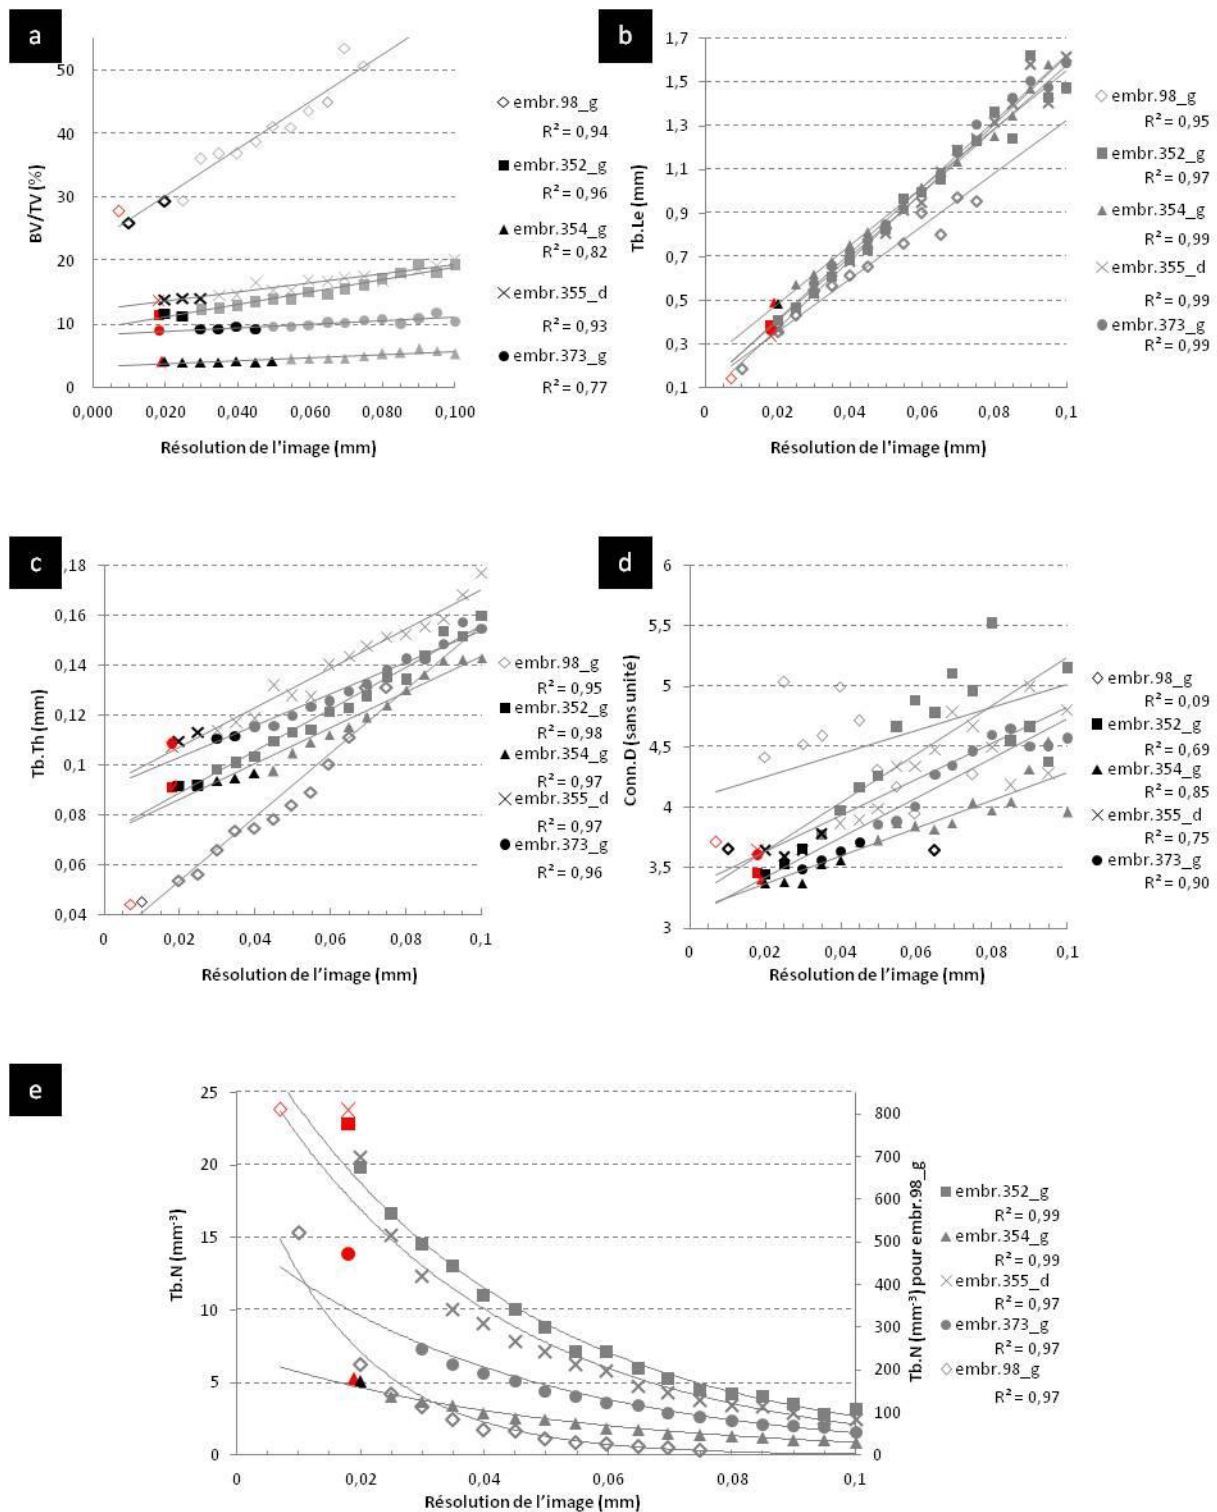 a
BV/TV (%)
50
40
30
20
10
0
0,000 0,020 0,040 0,060 0,080 0,100
Résolution de l'image (mm)
embr.98_g
R² = 0,94
embr.352_g
R² = 0,96
embr.354_g
R² = 0,82
embr.355_d
R² = 0,93
embr.373_g
R² = 0,77
b
Tb.Le (mm)
1,7
1,5
1,3
1,1
0,9
0,7
0,5
0,3
0,1
0 0,02 0,04 0,06 0,08 0,1
Résolution de l'image (mm)
embr.98_g
R² = 0,95
embr.352_g
R² = 0,97
embr.354_g
R² = 0,99
embr.355_d
R² = 0,99
embr.373_g
R² = 0,99
c
Tb.Th (mm)
,18
0,16
0,14
0,12
0,1
0,08
0,06
0,04
0 0,02 0,04 0,06 0,08 0,1
Résolution de l'image (mm)
embr.98_g
R² = 0,95
embr.352_g
R² = 0,98
embr.354_g
R² = 0,97
embr.355_d
R² = 0,97
embr.373_g
R² = 0,96
d
Conn.D (sans unité)
6
5,5
5
4,5
4
3,5
3
0 0,02 0,04 0,06 0,08 0,1
Résolution de l'image (mm)
embr.98_g
R² = 0,09
embr.352_g
R² = 0,69
embr.354_g
R² = 0,85
embr.355_d
R² = 0,75
embr.373_g
R² = 0,90
e
Tb.N (mm⁻³)
25
20
15
10
5
0
0 0,02 0,04 0,06 0,08 0,1
Résolution de l'image (mm)
800
700
600
500
400
300
200
100
0
Tb.N (mm⁻³) pour embr.98_g
embr.352_g
R² = 0,99
embr.354_g
R² = 0,99
embr.355_d
R² = 0,97
embr.373_g
R² = 0,97
embr.98_g
R² = 0,97